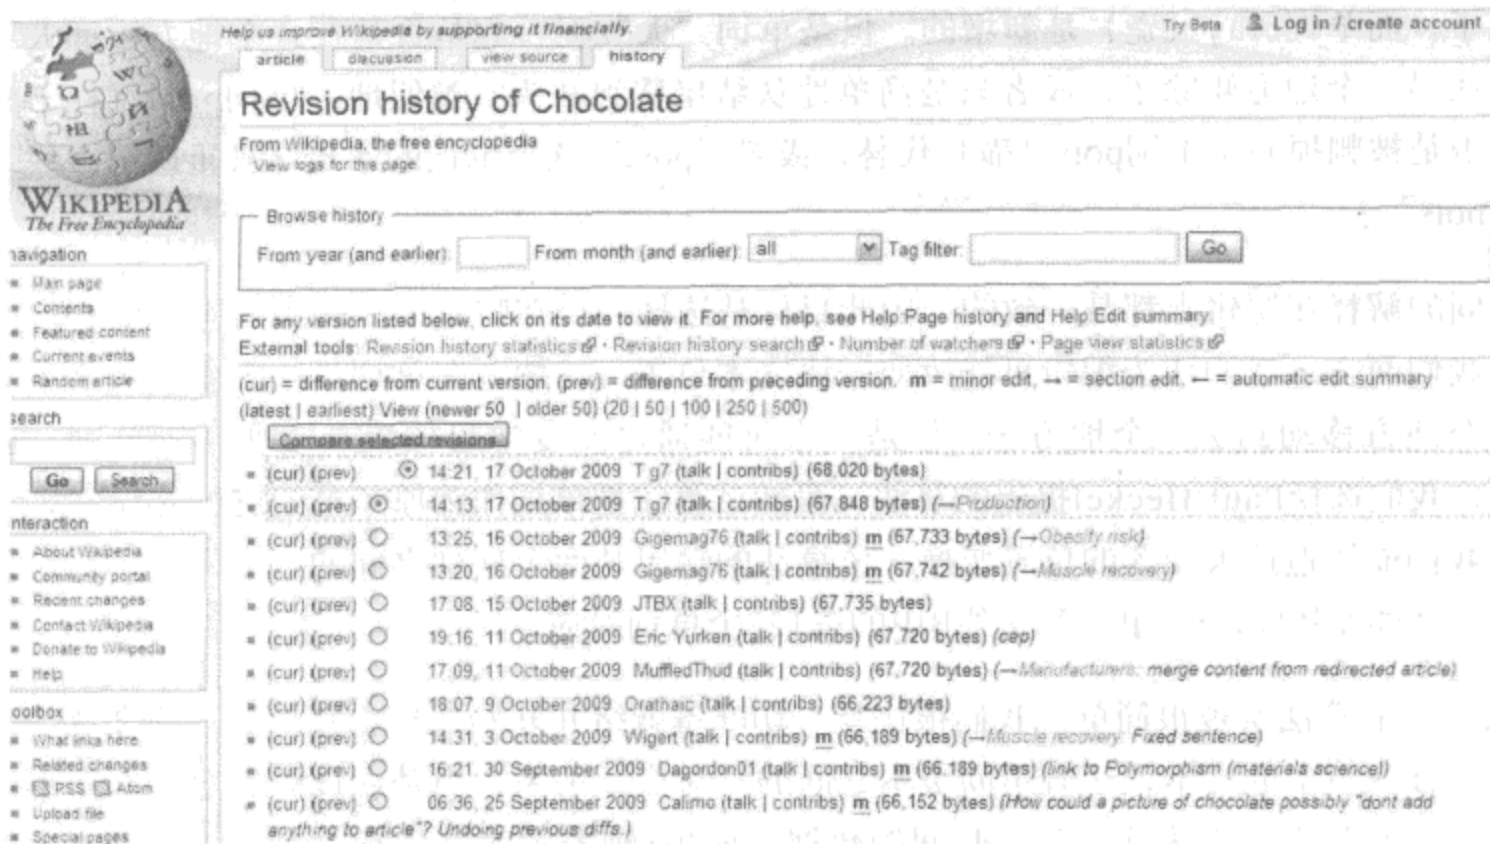 Help us improve Wikipedia by supporting it financially.
Try Beta Log in / create account
article discussion view source history
Revision history of Chocolate
From Wikipedia, the free encyclopedia
View logs for this page
WIKIPEDIA
The Free Encyclopedia
Browse history
From year (and earlier): From month (and earlier): all Tag filter: Go
navigation
Main page
Contents
Featured content
Current events
Random article
search
Go Search
interaction
About Wikipedia
Community portal
Recent changes
Contact Wikipedia
Donate to Wikipedia
Help
toolbox
What links here
Related changes
RSS Atom
Upload file
Special pages
For any version listed below, click on its date to view it. For more help, see Help:Page history and Help:Edit summary.
External tools: Revision history statistics · Revision history search · Number of watchers · Page view statistics
(cur) = difference from current version, (prev) = difference from preceding version, m = minor edit, → = section edit, ← = automatic edit summary
(latest | earliest) View (newer 50 | older 50) (20 | 50 | 100 | 250 | 500)
Compare selected revisions
(cur) (prev) 14:21, 17 October 2009 T g7 (talk | contribs) (68,020 bytes)
(cur) (prev) 14:13, 17 October 2009 T g7 (talk | contribs) (67,848 bytes) (→Production)
(cur) (prev) 13:25, 16 October 2009 Gigemag76 (talk | contribs) m (67,733 bytes) (→Obesity risk)
(cur) (prev) 13:20, 16 October 2009 Gigemag76 (talk | contribs) m (67,742 bytes) (→Muscle recovery)
(cur) (prev) 17:08, 15 October 2009 JTBX (talk | contribs) (67,735 bytes)
(cur) (prev) 19:16, 11 October 2009 Eric Yurken (talk | contribs) (67,720 bytes) (cap)
(cur) (prev) 17:09, 11 October 2009 MuffledThud (talk | contribs) (67,720 bytes) (→Manufacturers: merge content from redirected article)
(cur) (prev) 18:07, 9 October 2009 Orathaic (talk | contribs) (66,223 bytes)
(cur) (prev) 14:31, 3 October 2009 Wigert (talk | contribs) m (66,189 bytes) (→Muscle recovery: Fixed sentence)
(cur) (prev) 16:21, 30 September 2009 Dagordon01 (talk | contribs) m (66,189 bytes) (link to Polymorphism (materials science))
(cur) (prev) 06:36, 25 September 2009 Calimo (talk | contribs) m (66,152 bytes) (How could a picture of chocolate possibly "dont add
anything to article"? Undoing previous diffs.)